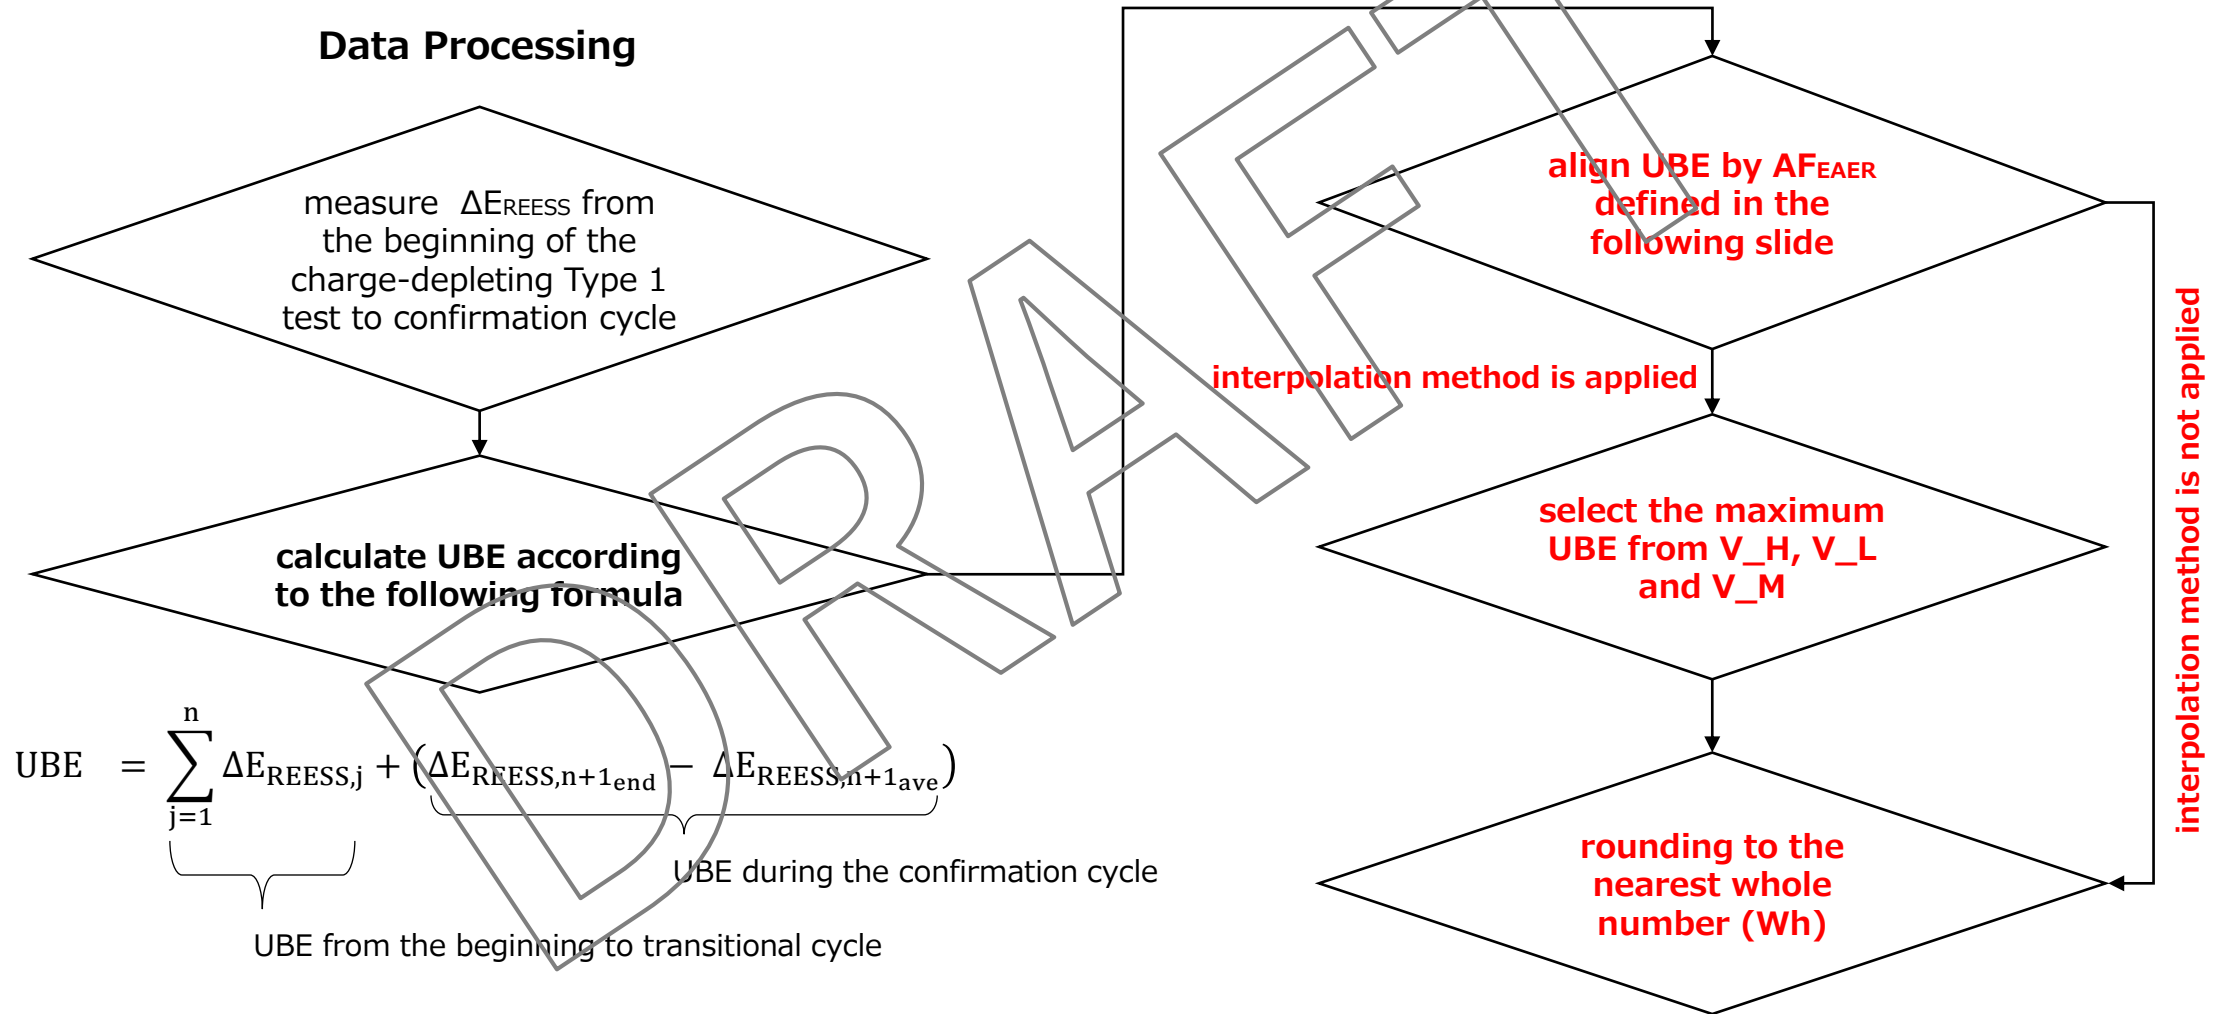 Data Processing
measure ΔEREESS from
the beginning of the
charge-depleting Type 1
test to confirmation cycle
calculate UBE according
to the following formula
UBE = n ∑ j=1 ΔEREESS,j + (ΔEREESS,n+1end − ΔEREESS,n+1ave)
UBE during the confirmation cycle
UBE from the beginning to transitional cycle
align UBE by AFEAER
defined in the
following slide
interpolation method is applied
select the maximum
UBE from V_H, V_L
and V_M
rounding to the
nearest whole
number (Wh)
interpolation method is not applied
DRAFT